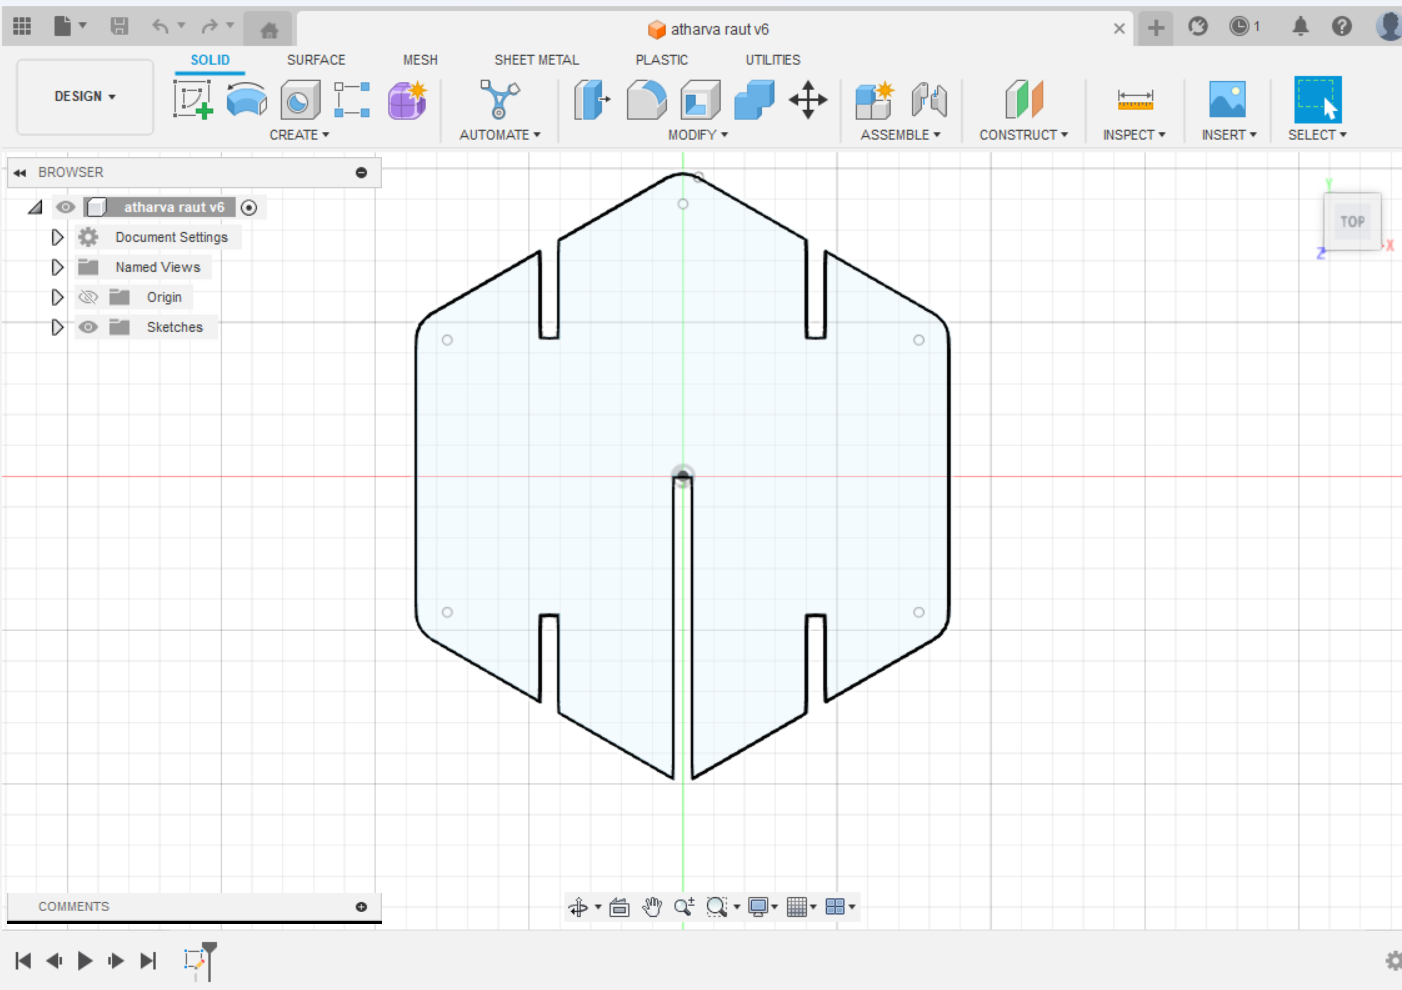 atharva raut v6
1
SOLID SURFACE MESH SHEET METAL PLASTIC UTILITIES
DESIGN
CREATE AUTOMATE MODIFY ASSEMBLE CONSTRUCT INSPECT INSERT SELECT
BROWSER
atharva raut v6
Document Settings
Named Views
Origin
Sketches
Y
TOP
X
Z
COMMENTS